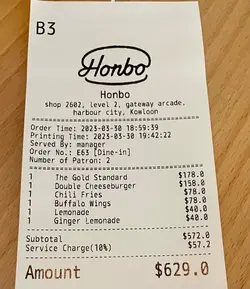 B3
Honbo
Honbo
shop 2602, level 2, gateway arcade,
harbour city, Kowloon
Order Time: 2023-03-30 18:59:39
Printing Time: 2023-03-30 19:42:22
Served By: manager
Order No.: E63 [Dine-in]
Number of Patron: 2
1 The Gold Standard $178.0
1 Double Cheeseburger $158.0
1 Chili Fries $78.0
1 Buffalo Wings $78.0
1 Lemonade $40.0
1 Ginger Lemonade $40.0
Subtotal $572.0
Service Charge(10%) $57.2
Amount $629.0